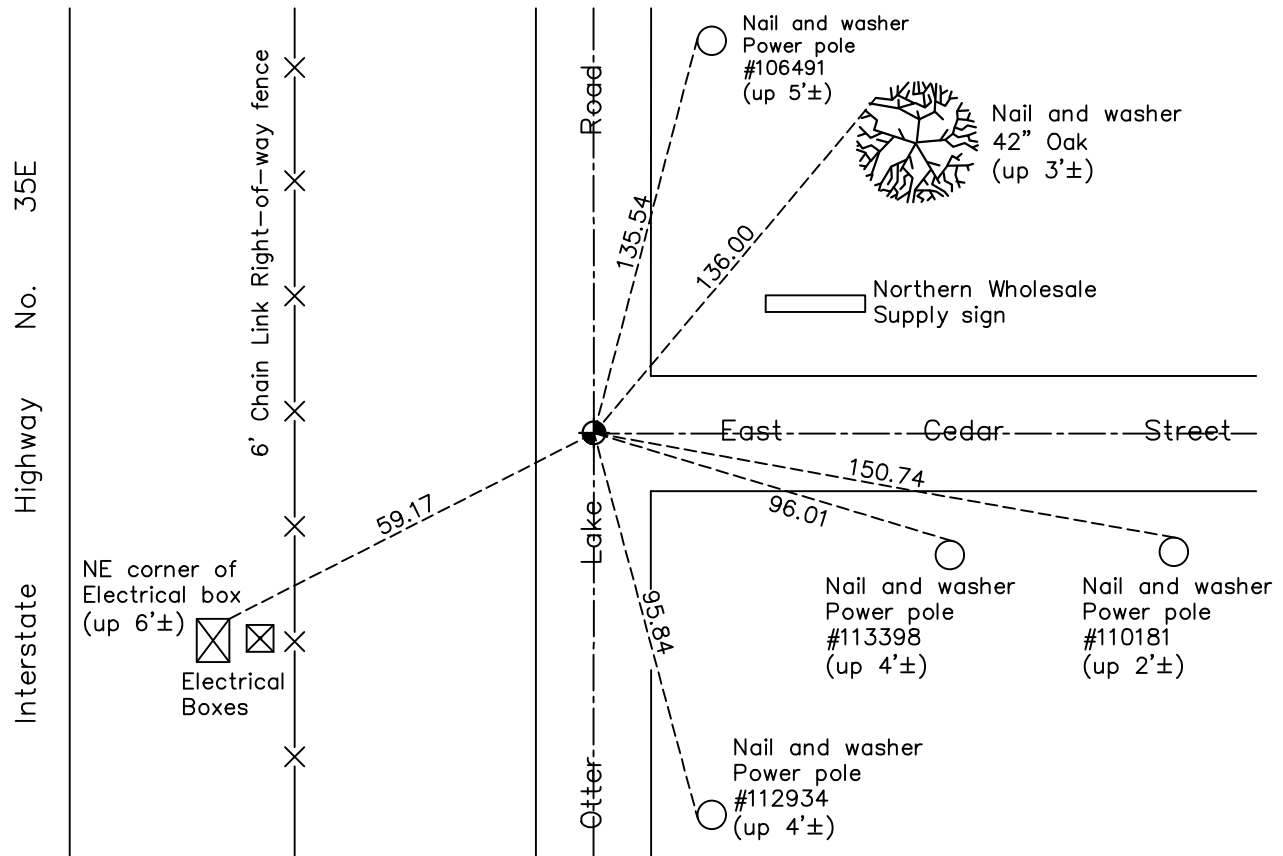 Nail and washer
Power pole
#106491
(up 5'±)
Nail and washer
42" Oak
(up 3'±)
Northern Wholesale
Supply sign
Interstate Highway No. 35E
6' Chain Link Right-of-way fence
Otter Lake Road
East Cedar Street
135.54
136.00
59.17
150.74
96.01
95.84
NE corner of
Electrical box
(up 6'±)
Electrical
Boxes
Nail and washer
Power pole
#113398
(up 4'±)
Nail and washer
Power pole
#110181
(up 2'±)
Nail and washer
Power pole
#112934
(up 4'±)